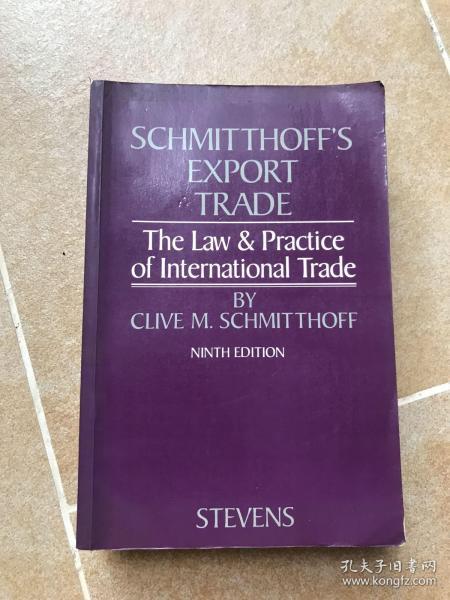 SCHMITTHOFF'S
EXPORT
TRADE
The Law & Practice
of International Trade
BY
CLIVE M. SCHMITTHOFF
NINTH EDITION
STEVENS
孔夫子旧书网
www.kongfz.com